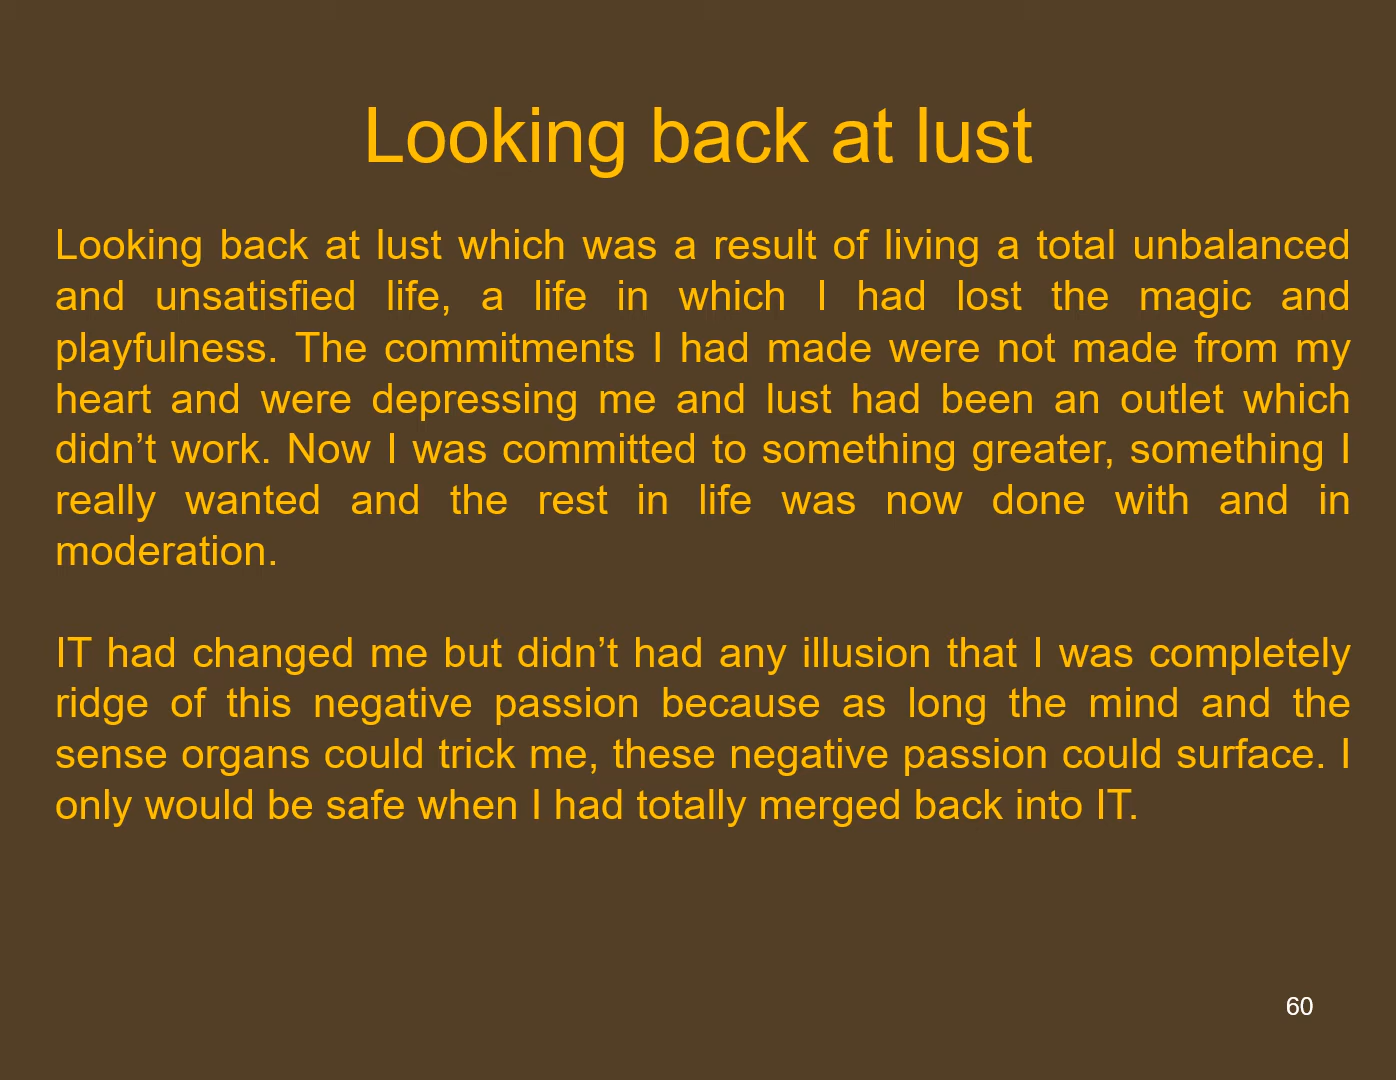 Looking back at lust
Looking back at lust which was a result of living a total unbalanced
and unsatisfied life, a life in which I had lost the magic and
playfulness. The commitments I had made were not made from my
heart and were depressing me and lust had been an outlet which
didn’t work. Now I was committed to something greater, something I
really wanted and the rest in life was now done with and in
moderation.
IT had changed me but didn’t had any illusion that I was completely
ridge of this negative passion because as long the mind and the
sense organs could trick me, these negative passion could surface. I
only would be safe when I had totally merged back into IT.
60